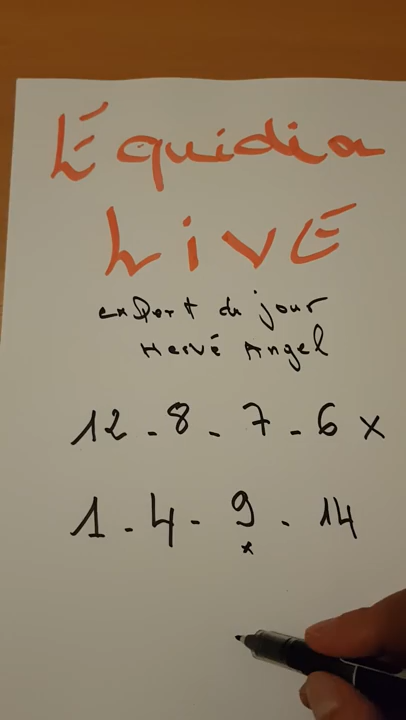 Équidia
LiVE
expert du jour
Hervé Angel
12 - 8 - 7 - 6 x
1 - 4 - 9 - 14
x